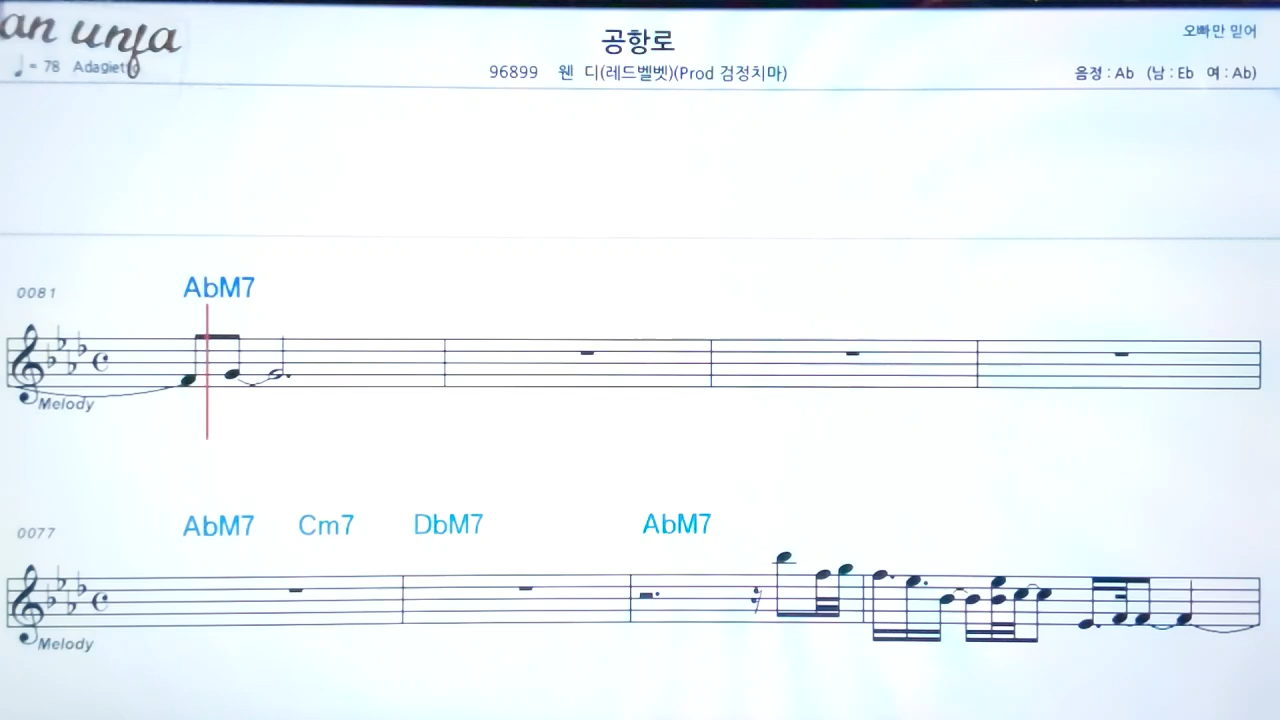 an unfa
♩= 78 Adagietto
공항로
96899 웬 디(레드벨벳)(Prod 검정치마)
오빠만 믿어
음정 : Ab (남 : Eb 여 : Ab)
0081
AbM7
Melody
0077
AbM7 Cm7 DbM7 AbM7
Melody